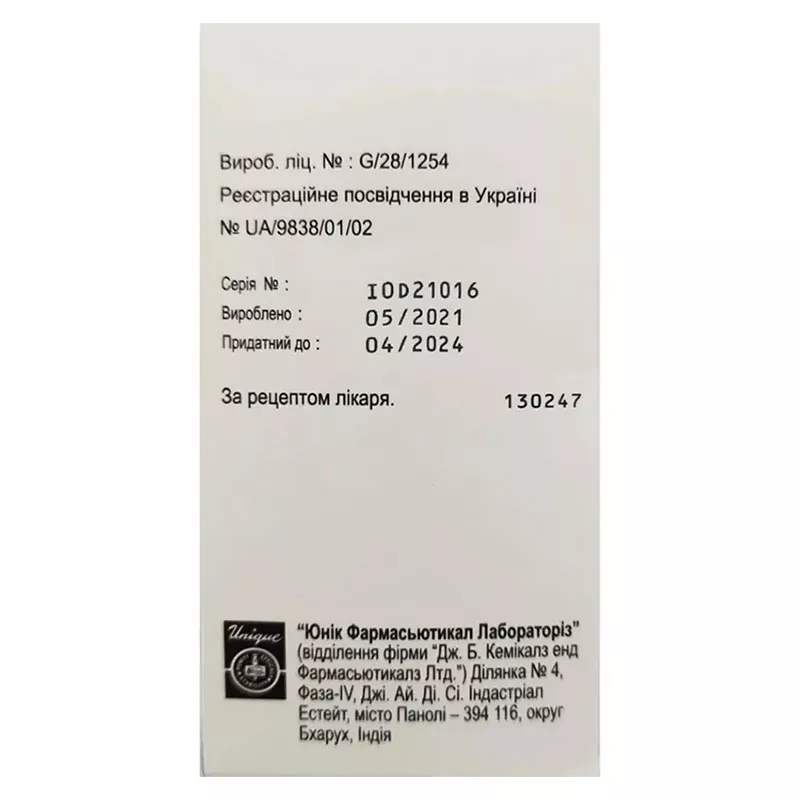 Вироб. ліц. № : G/28/1254
Реєстраційне посвідчення в Україні
№ UA/9838/01/02
Серія № : IOD21016
Вироблено : 05/2021
Придатний до : 04/2024
За рецептом лікаря. 130247
Unique
“Юнік Фармасьютикал Лабораторіз”
(відділення фірми “Дж. Б. Кемікалз енд
Фармасьютикалз Лтд.”) Ділянка № 4,
Фаза-IV, Джі. Ай. Ді. Сі. Індастріал
Естейт, місто Панолі – 394 116, округ
Бхарух, Індія